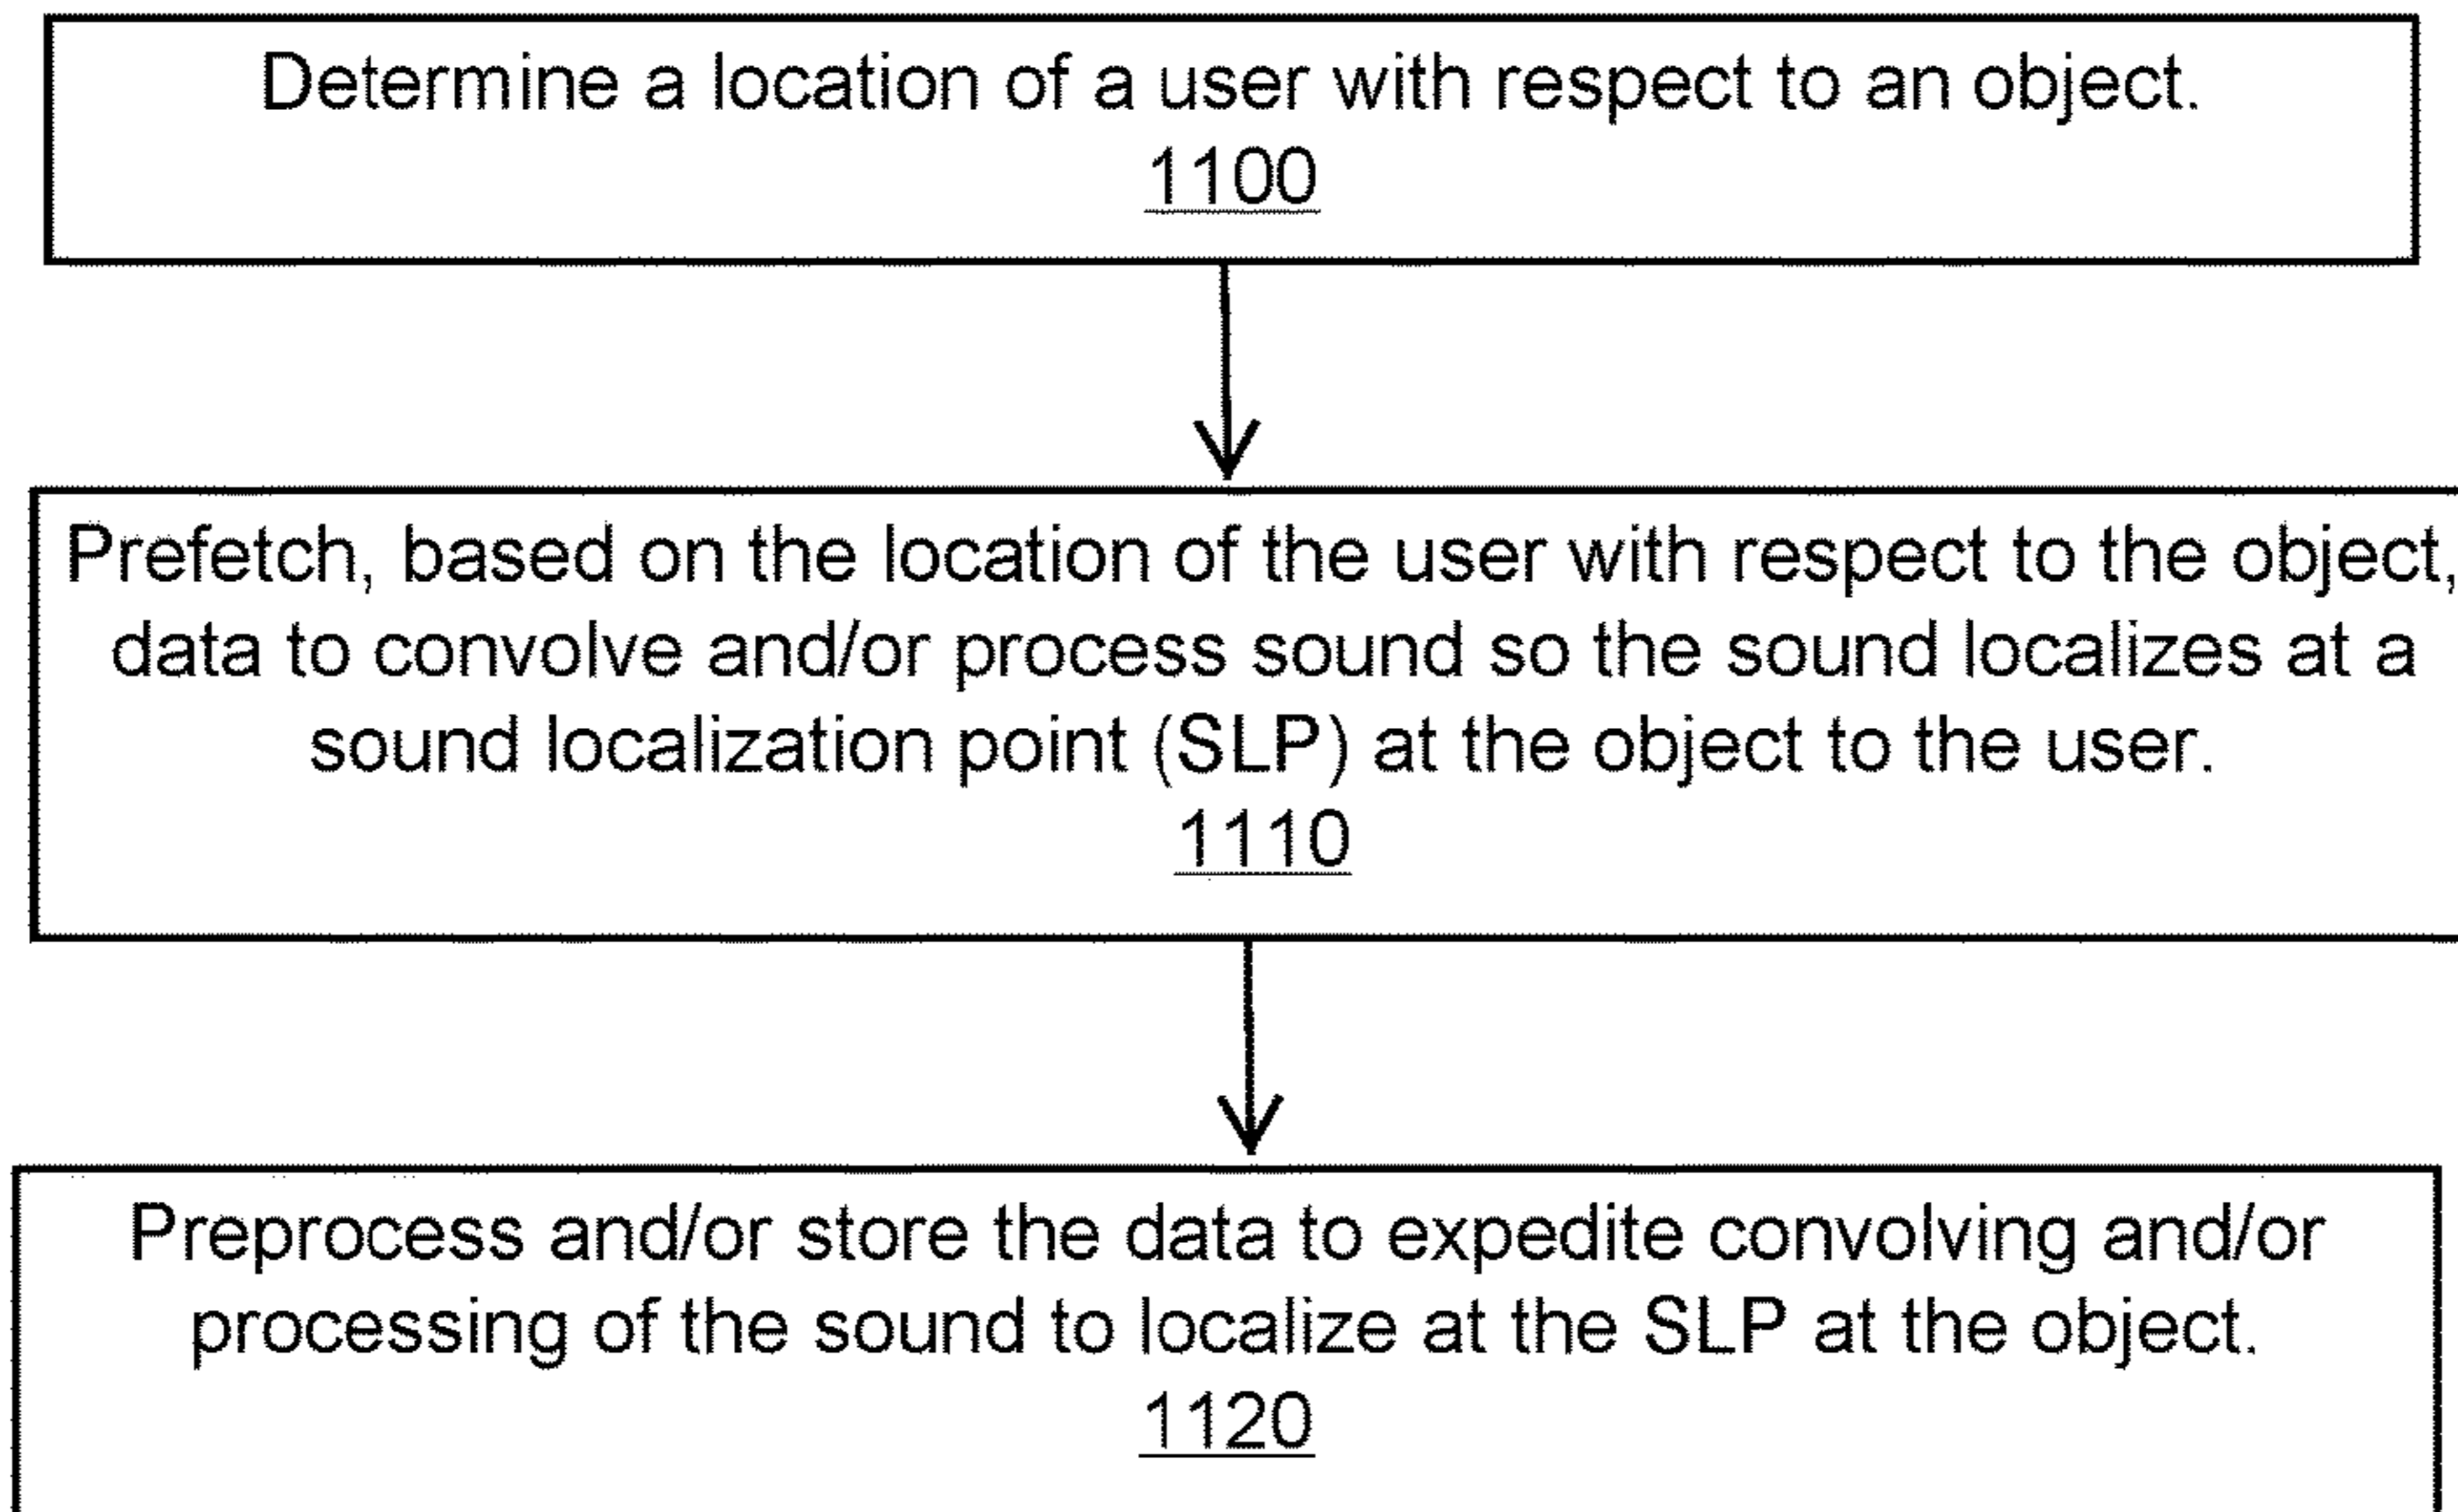 Determine a location of a user with respect to an object.
1100
Prefetch, based on the location of the user with respect to the object,
data to convolve and/or process sound so the sound localizes at a
sound localization point (SLP) at the object to the user.
1110
Preprocess and/or store the data to expedite convolving and/or
processing of the sound to localize at the SLP at the object.
1120